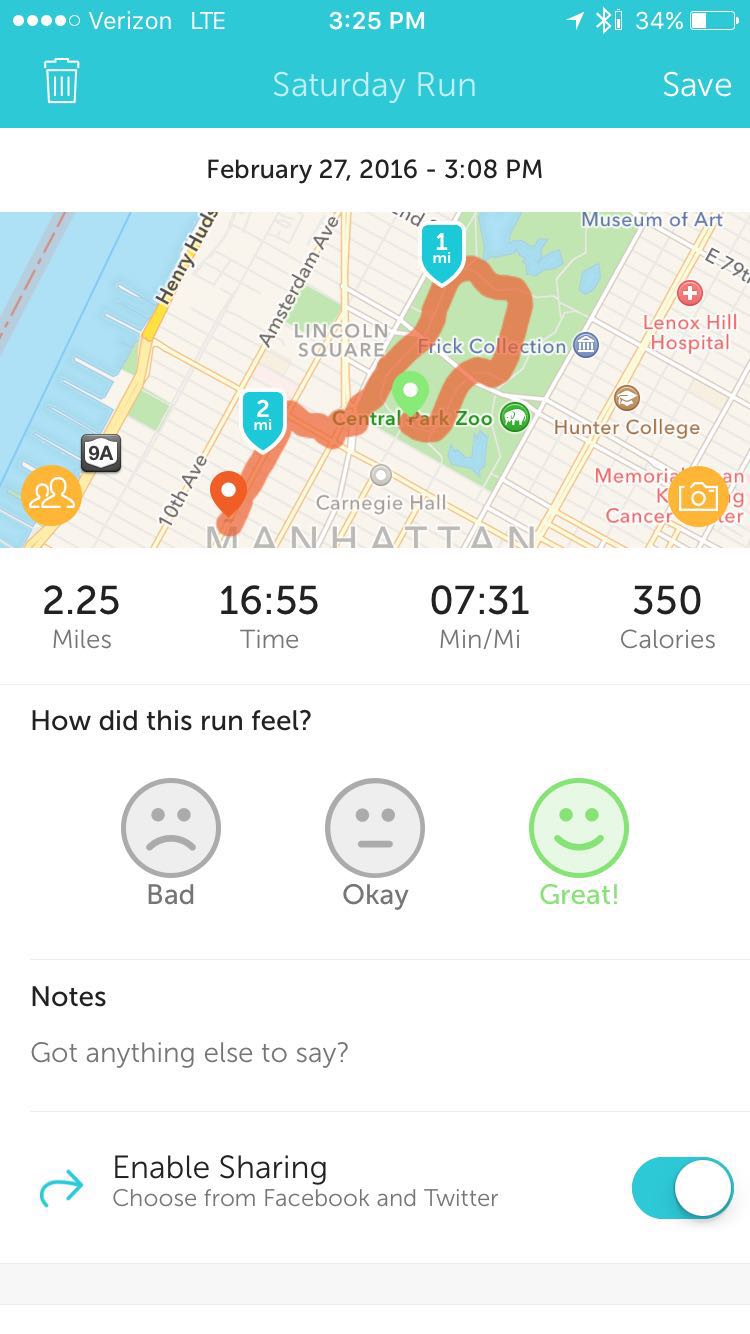 Verizon LTE 3:25 PM 34%
Saturday Run Save
February 27, 2016 - 3:08 PM
Museum of Art
1
mi
E 79th
Henry Huds
Amsterdam Ave
Lenox Hill
Hospital
LINCOLN
SQUARE
Frick Collection
2
mi
Central Park Zoo
Hunter College
9A
10th Ave
Carnegie Hall
Memoria an
K g
Cancer ter
MANHATTAN
2.25 16:55 07:31 350
Miles Time Min/Mi Calories
How did this run feel?
Bad Okay Great!
Notes
Got anything else to say?
Enable Sharing
Choose from Facebook and Twitter